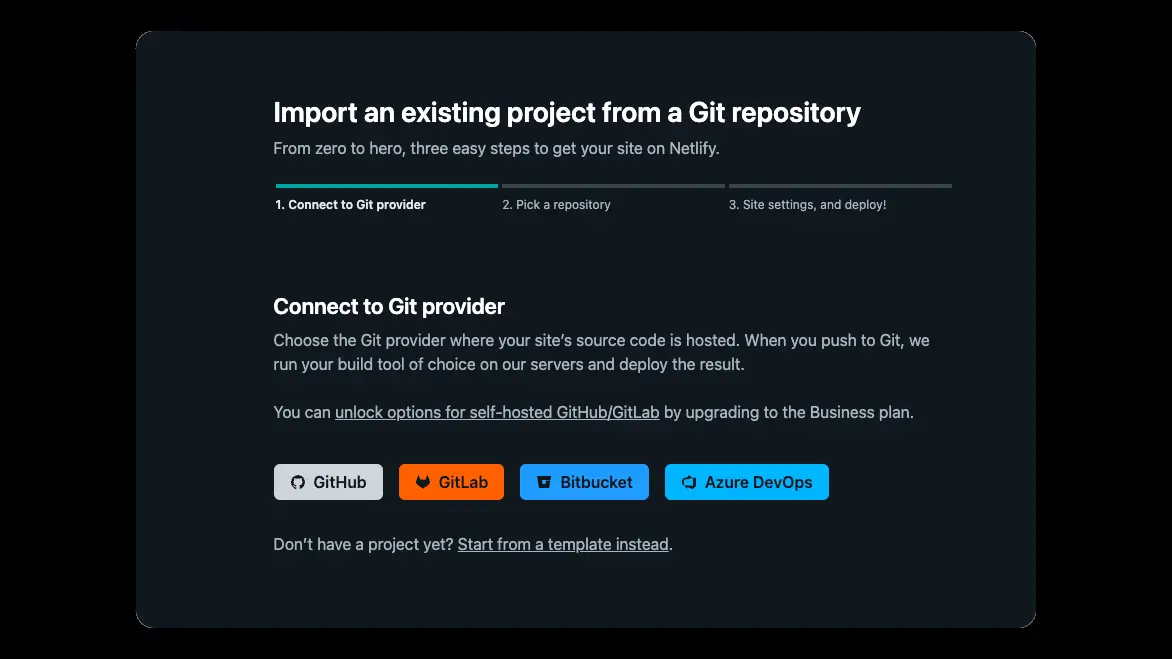 Import an existing project from a Git repository
From zero to hero, three easy steps to get your site on Netlify.
1. Connect to Git provider
2. Pick a repository
3. Site settings, and deploy!
Connect to Git provider
Choose the Git provider where your site’s source code is hosted. When you push to Git, we
run your build tool of choice on our servers and deploy the result.
You can unlock options for self-hosted GitHub/GitLab by upgrading to the Business plan.
GitHub
GitLab
Bitbucket
Azure DevOps
Don’t have a project yet? Start from a template instead.